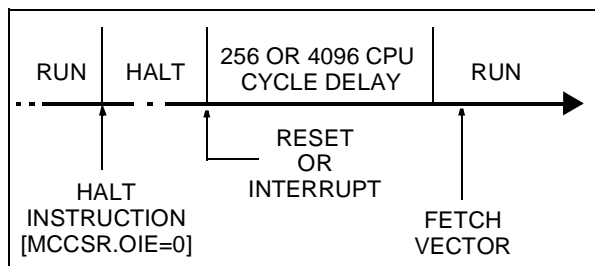 RUN
HALT
256 OR 4096 CPU
CYCLE DELAY
RUN
HALT
INSTRUCTION
[MCCSR.OIE=0]
RESET
OR
INTERRUPT
FETCH
VECTOR